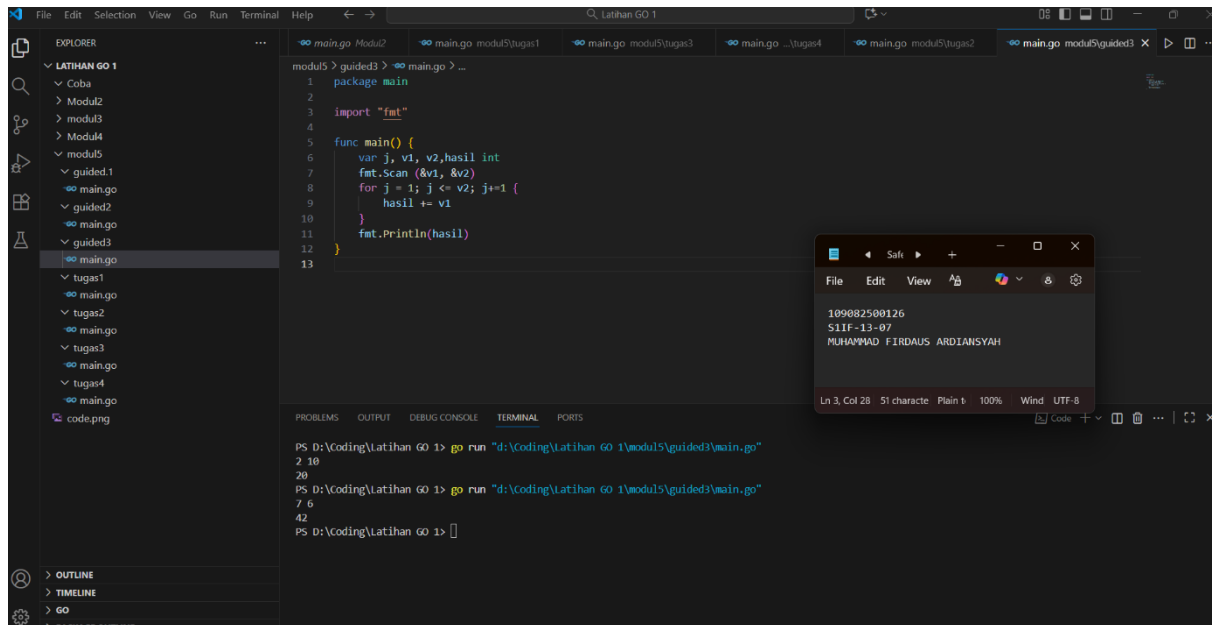 File Edit Selection View Go Run Terminal Help
Latihan GO 1
EXPLORER
LATIHAN GO 1
Coba
Modul2
modul3
Modul4
modul5
guided.1
main.go
guided2
main.go
guided3
main.go
tugas1
main.go
tugas2
main.go
tugas3
main.go
tugas4
main.go
code.png
OUTLINE
TIMELINE
GO
main.go Modul2 main.go modul5\tugas1 main.go modul5\tugas3 main.go ...\tugas4 main.go modul5\tugas2 main.go modul5\guided3
modul5 > guided3 > main.go > ...
1 package main
2
3 import "fmt"
4
5 func main() {
6 var j, v1, v2,hasil int
7 fmt.Scan (&v1, &v2)
8 for j = 1; j <= v2; j+=1 {
9 hasil += v1
10 }
11 fmt.Println(hasil)
12 }
13
Safe
File Edit View
109082500126
S1IF-13-07
MUHAMMAD FIRDAUS ARDIANSYAH
Ln 3, Col 28 51 characte Plain t 100% Wind UTF-8
PROBLEMS OUTPUT DEBUG CONSOLE TERMINAL PORTS
Code
PS D:\Coding\Latihan GO 1> go run "d:\Coding\Latihan GO 1\modul5\guided3\main.go"
2 10
20
PS D:\Coding\Latihan GO 1> go run "d:\Coding\Latihan GO 1\modul5\guided3\main.go"
7 6
42
PS D:\Coding\Latihan GO 1>